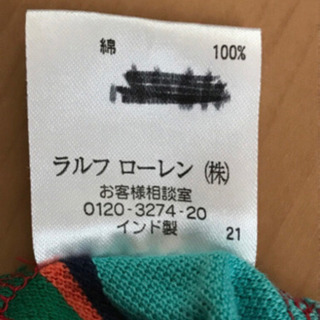 綿 100%
ラルフ ローレン (株)
お客様相談室
0120-3274-20
インド製 21